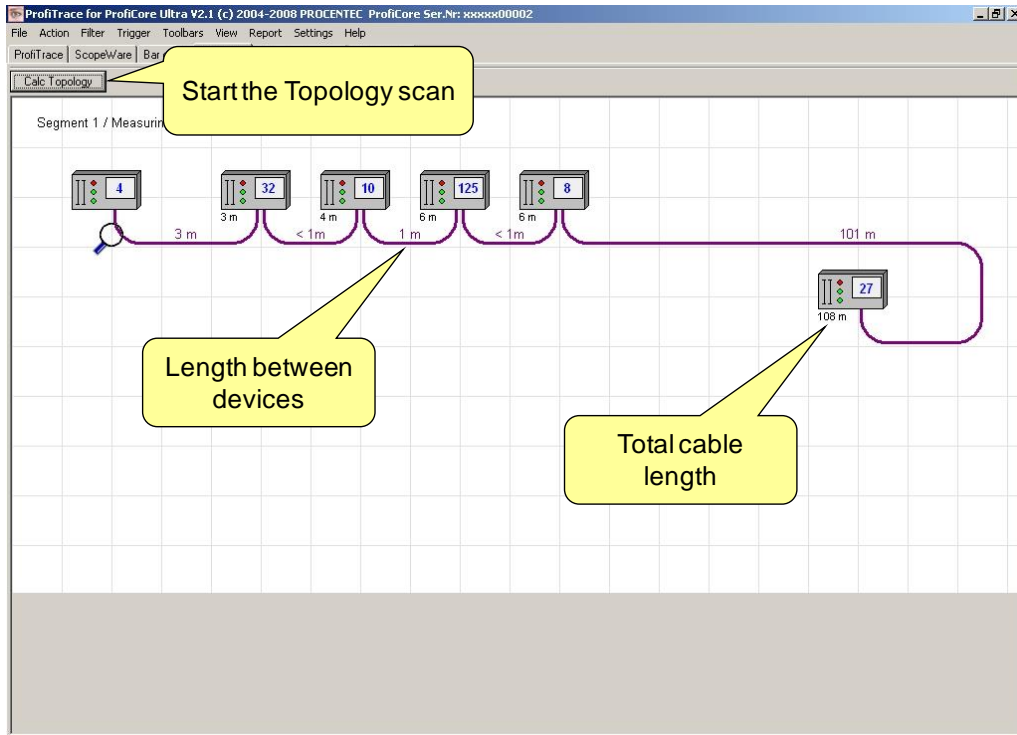 ProfiTrace for ProfiCore Ultra V2.1 (c) 2004-2008 PROCENTEC ProfiCore Ser.Nr: xxxxx00002
File Action Filter Trigger Toolbars View Report Settings Help
ProfiTrace ScopeWare Bar
Calc Topology
Start the Topology scan
Segment 1 /
4 32 10 125 8
3 m 4 m 6 m 6 m
3 m < 1m 1 m < 1m 101 m
27
108 m
Length between
devices
Total cable
length